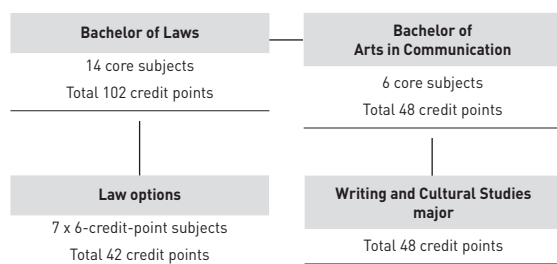 Bachelor of Laws
14 core subjects
Total 102 credit points
Bachelor of
Arts in Communication
6 core subjects
Total 48 credit points
Law options
7 x 6-credit-point subjects
Total 42 credit points
Writing and Cultural Studies
major
Total 48 credit points